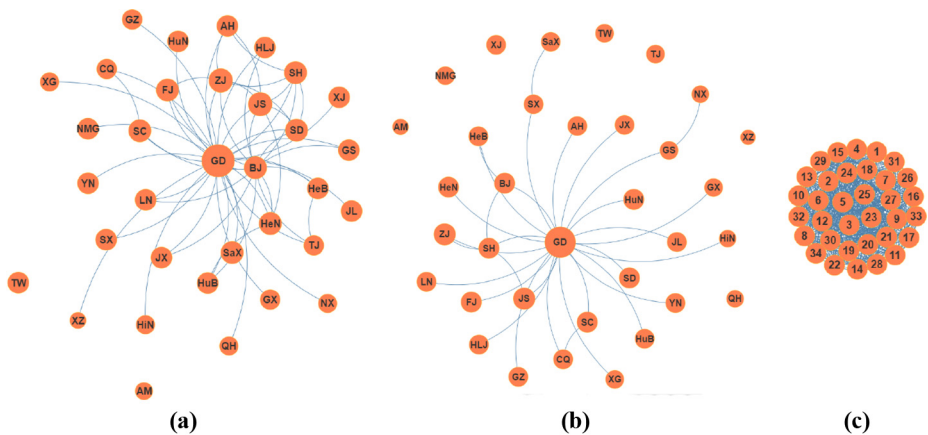 GZ
AH
HuN
HLJ
CQ
SH
XG
FJ
ZJ
XJ
JS
NMG
SC
SD
GS
GD
BJ
YN
HeB
LN
JL
HeN
SX
TJ
JX
SaX
HuB
TW
GX
NX
XZ
HiN
QH
AM
(a)
TW
SaX
XJ
TJ
NMG
NX
SX
AM
AH
JX
HeB
XZ
GS
BJ
HeN
GX
HuN
ZJ
SH
GD
JL
HiN
LN
SD
FJ
JS
YN
QH
SC
HLJ
HuB
CQ
GZ
XG
(b)
15
4
1
29
31
24
18
13
2
7
26
10
6
5
25
27
16
32
12
3
23
9
33
8
30
21
17
34
19
20
11
22
14
28
(c)